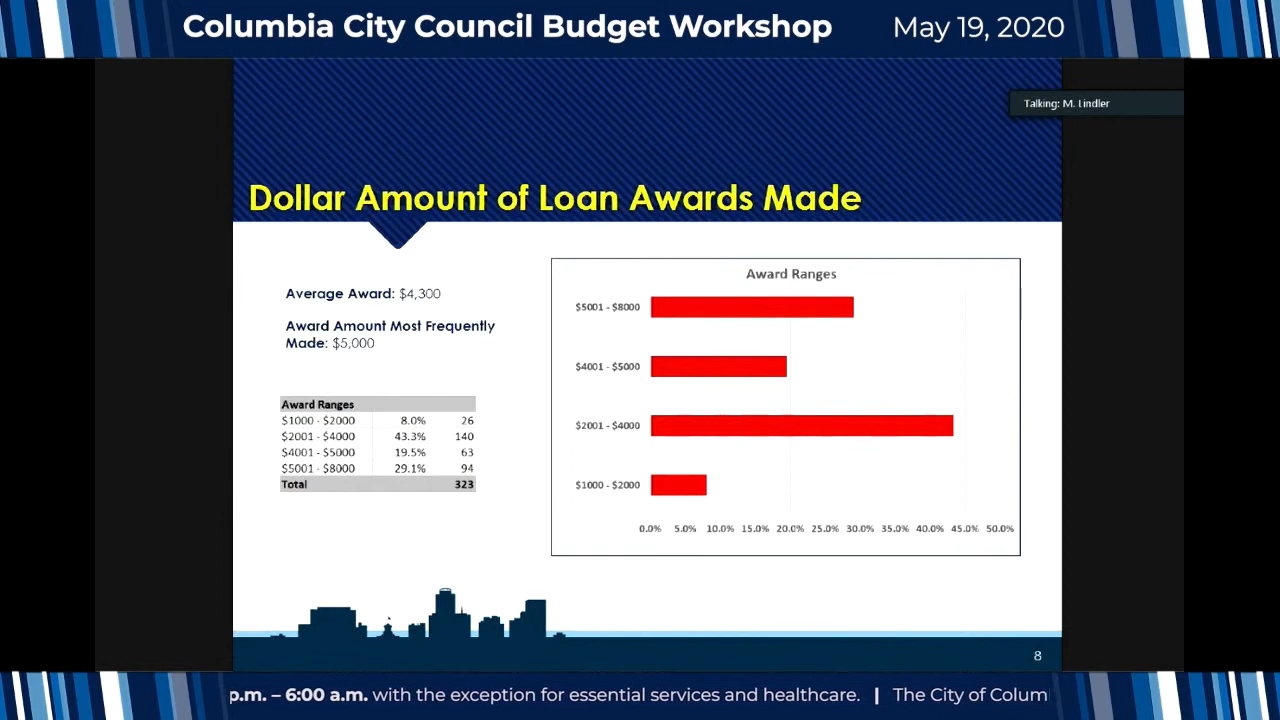 Columbia City Council Budget Workshop May 19, 2020
Talking: M. Lindler
Dollar Amount of Loan Awards Made
Average Award: $4,300
Award Amount Most Frequently
Made: $5,000
Award Ranges
$1000 - $2000 8.0% 26
$2001 - $4000 43.3% 140
$4001 - $5000 19.5% 63
$5001 - $8000 29.1% 94
Total 323
Award Ranges
$5001 - $8000
$4001 - $5000
$2001 - $4000
$1000 - $2000
0.0% 5.0% 10.0% 15.0% 20.0% 25.0% 30.0% 35.0% 40.0% 45.0% 50.0%
8
p.m. – 6:00 a.m. with the exception for essential services and healthcare. | The City of Colum